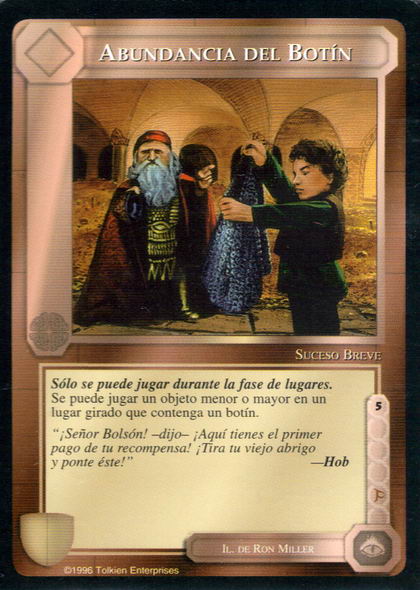 ABUNDANCIA DEL BOTÍN
SUCESO BREVE
Sólo se puede jugar durante la fase de lugares.
Se puede jugar un objeto menor o mayor en un
lugar girado que contenga un botín.
“¡Señor Bolsón! –dijo– ¡Aquí tienes el primer
pago de tu recompensa! ¡Tira tu viejo abrigo
y ponte éste!” —Hob
5
P
IL. DE RON MILLER
©1996 Tolkien Enterprises